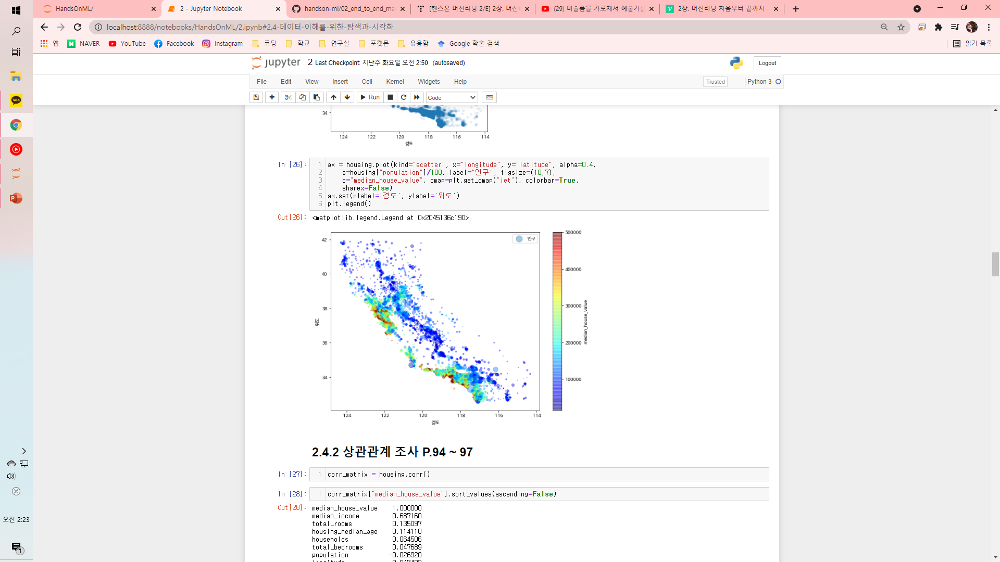 HandsOnML/
2 - Jupyter Notebook
handson-ml/02_end_to_end_ma
[핸즈온 머신러닝 2/E] 2장. 머신
(29) 미술품을 가로채서 예술가를
2장. 머신러닝 처음부터 끝까지 -
localhost:8888/notebooks/HandsOnML/2.ipynb#2.4-데이터-이해를-위한-탐색과-시각화
앱
NAVER
YouTube
Facebook
Instagram
코딩
학교
연구실
포켓몬
유용함
Google 학술 검색
읽기 목록
jupyter 2 Last Checkpoint: 지난주 화요일 오전 2:50 (autosaved)
Logout
File Edit View Insert Cell Kernel Widgets Help
Trusted
Python 3
Run
Code
34
124 122 120 118 116 114
경도
In [26]:
1 ax = housing.plot(kind="scatter", x="longitude", y="latitude", alpha=0.4,
2 s=housing["population"]/100, label="인구", figsize=(10,7),
3 c="median_house_value", cmap=plt.get_cmap("jet"), colorbar=True,
4 sharex=False)
5 ax.set(xlabel='경도', ylabel='위도')
6 plt.legend()
Out[26]: <matplotlib.legend.Legend at 0x2045136c190>
인구
42
40
38
36
34
위도
124 122 120 118 116 114
경도
500000
400000
300000
200000
100000
median_house_value
2.4.2 상관관계 조사 P.94 ~ 97
In [27]: 1 corr_matrix = housing.corr()
In [28]: 1 corr_matrix["median_house_value"].sort_values(ascending=False)
Out[28]: median_house_value 1.000000
median_income 0.687160
total_rooms 0.135097
housing_median_age 0.114110
households 0.064506
total_bedrooms 0.047689
population -0.026920
오전 2:23
1
TALK